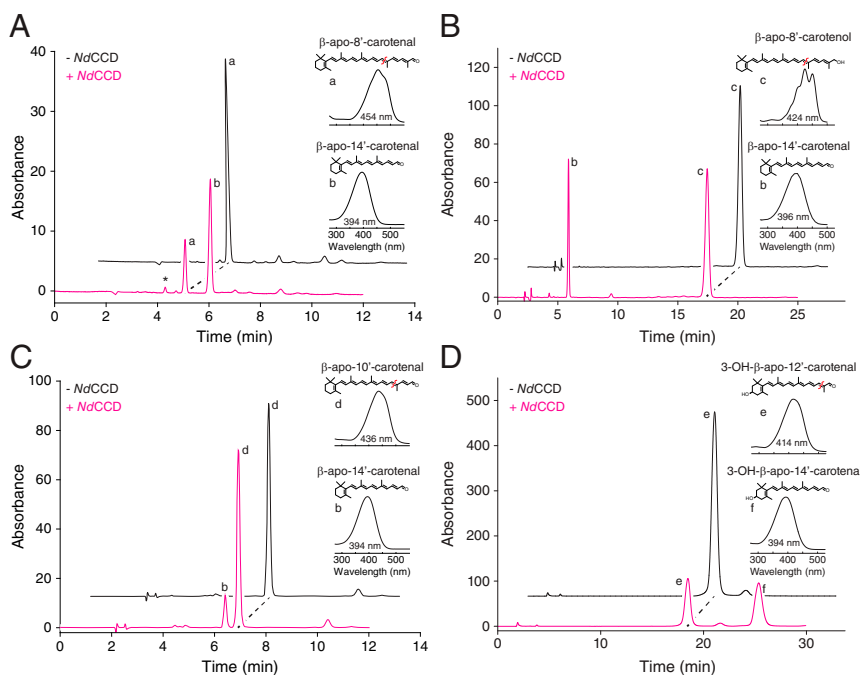 A
- NdCCD
+ NdCCD
Absorbance
40
30
20
10
0
0 2 4 6 8 10 12 14
Time (min)
a
a
b
*
β-apo-8'-carotenal
O
a
454 nm
β-apo-14'-carotenal
O
b
394 nm
300 400 500
Wavelength (nm)
B
- NdCCD
+ NdCCD
Absorbance
120
100
80
60
40
20
0
0 5 10 15 20 25
Time (min)
b
c
c
β-apo-8'-carotenol
OH
c
424 nm
β-apo-14'-carotenal
O
b
396 nm
300 400 500
Wavelength (nm)
C
- NdCCD
+ NdCCD
Absorbance
100
80
60
40
20
0
0 2 4 6 8 10 12 14
Time (min)
b
d
d
β-apo-10'-carotenal
O
d
436 nm
β-apo-14'-carotenal
O
b
394 nm
300 400 500
Wavelength (nm)
D
- NdCCD
+ NdCCD
Absorbance
500
400
300
200
100
0
0 10 20 30
Time (min)
e
e
f
3-OH-β-apo-12'-carotenal
HO
O
e
414 nm
3-OH-β-apo-14'-carotena
HO
O
f
394 nm
300 400 500
Wavelength (nm)